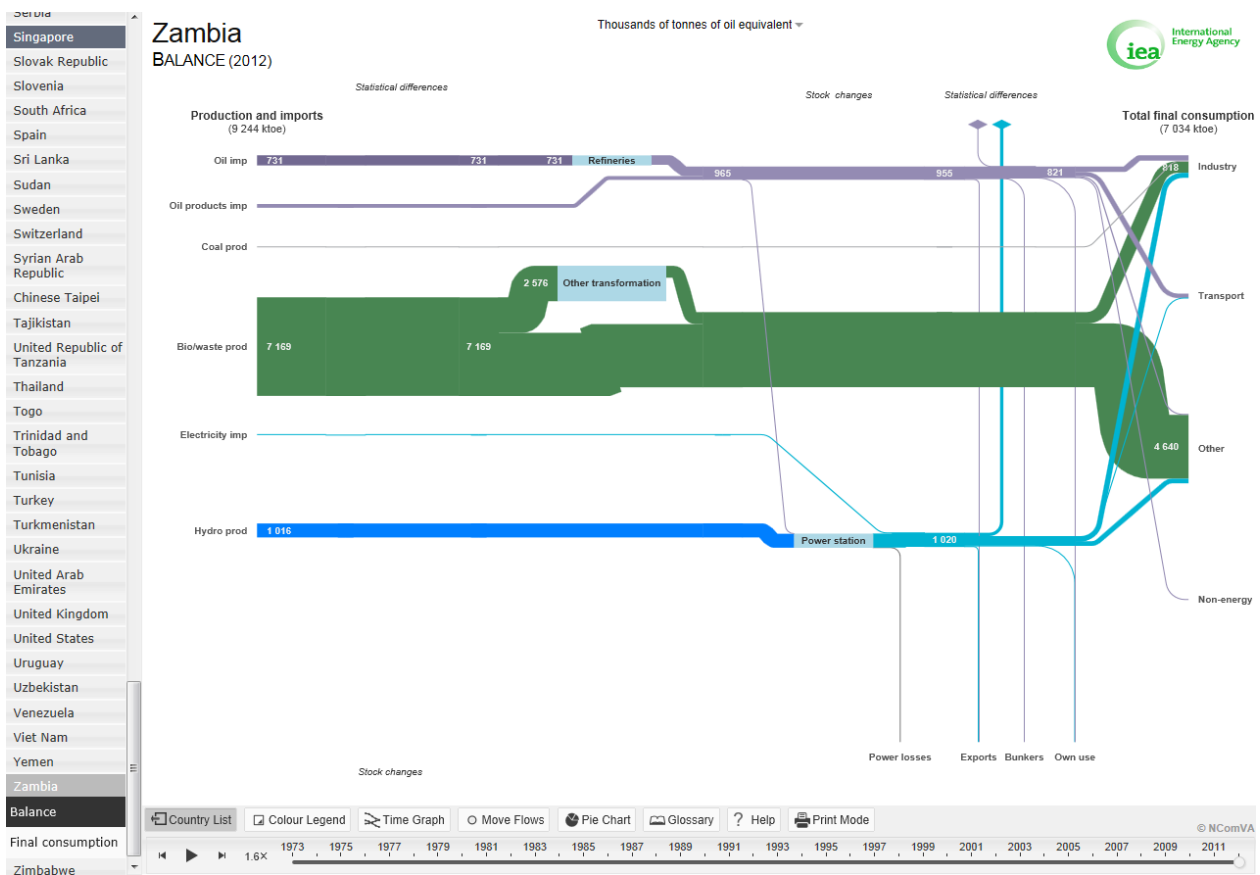 Serbia
Singapore
Slovak Republic
Slovenia
South Africa
Spain
Sri Lanka
Sudan
Sweden
Switzerland
Syrian Arab
Republic
Chinese Taipei
Tajikistan
United Republic of
Tanzania
Thailand
Togo
Trinidad and
Tobago
Tunisia
Turkey
Turkmenistan
Ukraine
United Arab
Emirates
United Kingdom
United States
Uruguay
Uzbekistan
Venezuela
Viet Nam
Yemen
Zambia
Balance
Final consumption
Zimbabwe
Zambia
BALANCE (2012)
Thousands of tonnes of oil equivalent
iea
International
Energy Agency
Statistical differences
Stock changes
Statistical differences
Production and imports
(9 244 ktoe)
Total final consumption
(7 034 ktoe)
Oil imp 731 731 731 Refineries
965 955 821
818 Industry
Oil products imp
Coal prod
2 576 Other transformation
Transport
Bio/waste prod 7 169 7 169
Electricity imp
4 640 Other
Hydro prod 1 016
Power station 1 020
Non-energy
Power losses Exports Bunkers Own use
Stock changes
Country List Colour Legend Time Graph Move Flows Pie Chart Glossary ? Help Print Mode
© NComVA
1.6X 1973 1975 1977 1979 1981 1983 1985 1987 1989 1991 1993 1995 1997 1999 2001 2003 2005 2007 2009 2011